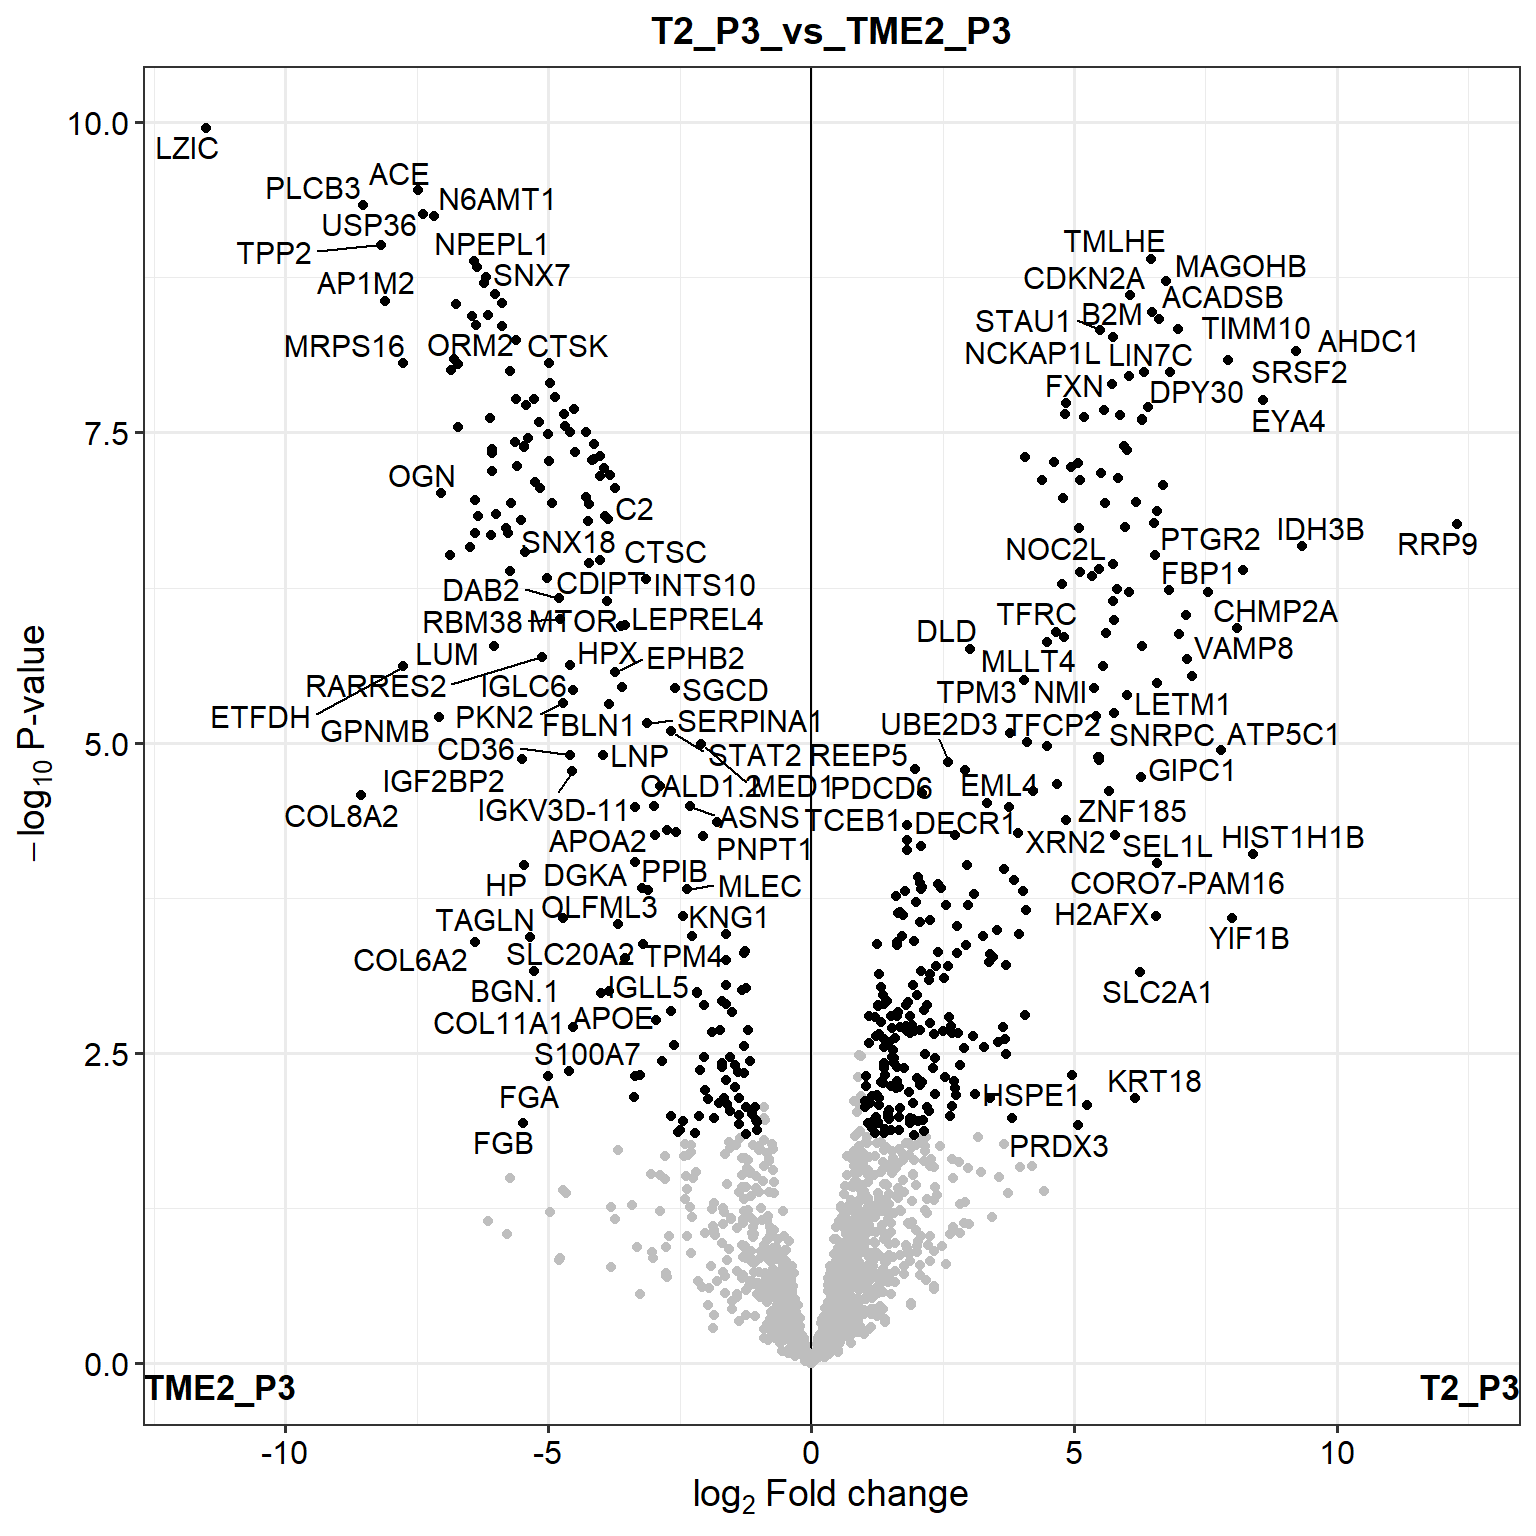 T2_P3_vs_TME2_P3
10.0
LZIC
ACE
PLCB3
N6AMT1
USP36
TMLHE
NPEPL1
TPP2
MAGOHB
SNX7
CDKN2A
AP1M2
ACADSB
B2M
STAU1
TIMM10
AHDC1
MRPS16
ORM2
CTSK
NCKAP1L
LIN7C
SRSF2
FXN
DPY30
EYA4
7.5
OGN
C2
IDH3B
SNX18
PTGR2
RRP9
CTSC
NOC2L
CDIPT
INTS10
FBP1
DAB2
CHMP2A
TFRC
RBM38
MTOR
LEPREL4
DLD
VAMP8
LUM
HPX
EPHB2
MLLT4
RARRES2
IGLC6
SGCD
TPM3
NMI
LETM1
ETFDH
PKN2
FBLN1
SERPINA1
UBE2D3
TFCP2
GPNMB
SNRPC
ATP5C1
5.0
CD36
LNP
STAT2
REEP5
GIPC1
IGF2BP2
CALD1.2
MED1
PDCD6
EML4
COL8A2
IGKV3D-11
ASNS
TCEB1
DECR1
ZNF185
APOA2
PNPT1
XRN2
SEL1L
HIST1H1B
HP
DGKA
PPIB
MLEC
CORO7-PAM16
TAGLN
OLFML3
KNG1
H2AFX
YIF1B
COL6A2
SLC20A2
TPM4
BGN.1
IGLL5
SLC2A1
COL11A1
APOE
2.5
S100A7
FGA
HSPE1
KRT18
FGB
PRDX3
0.0
TME2_P3
T2_P3
-10
-5
0
5
10
log2 Fold change
−log10 P-value